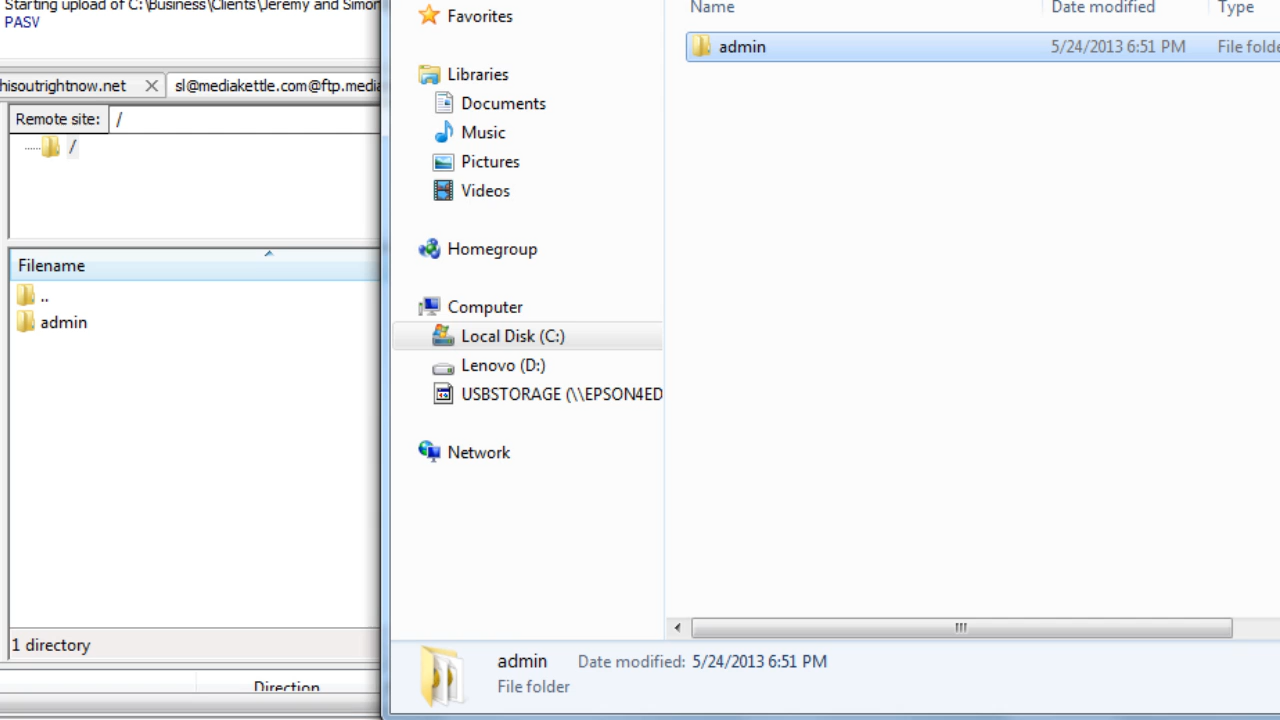 Starting upload of C:\Business\Clients\Jeremy and Simon
PASV
hisoutrightnow.net
sl@mediakettle.com@ftp.media
Remote site: /
/
Filename
..
admin
1 directory
Direction
Favorites
Libraries
Documents
Music
Pictures
Videos
Homegroup
Computer
Local Disk (C:)
Lenovo (D:)
USBSTORAGE (\\EPSON4ED
Network
Name Date modified Type
admin 5/24/2013 6:51 PM File folde
admin Date modified: 5/24/2013 6:51 PM
File folder